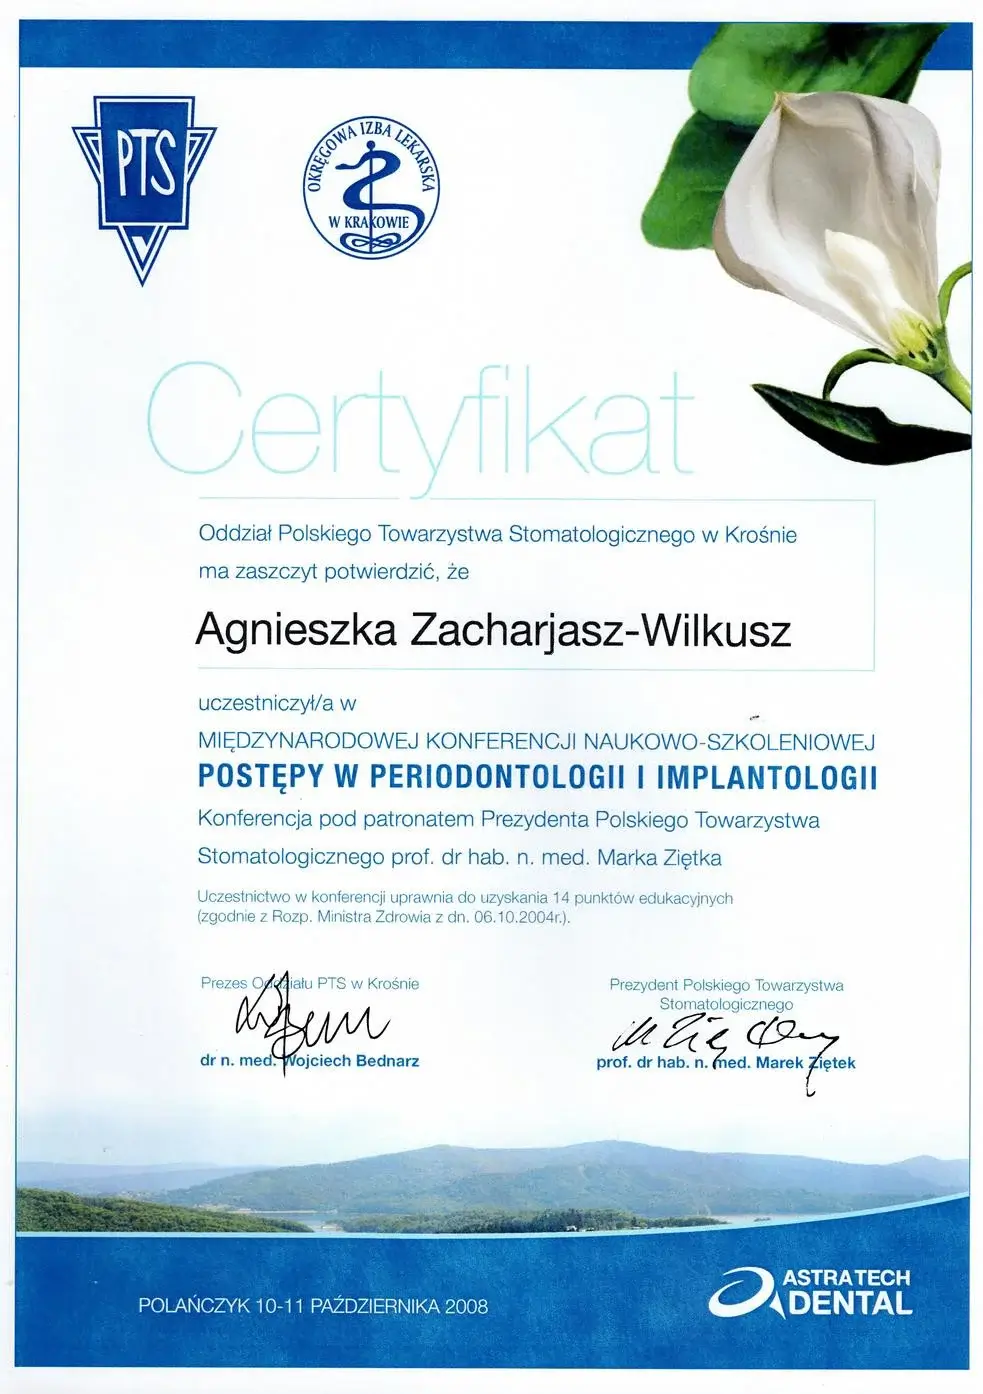 PTS
OKRĘGOWA IZBA LEKARSKA
W KRAKOWIE
Certyfikat
Oddział Polskiego Towarzystwa Stomatologicznego w Krośnie
ma zaszczyt potwierdzić, że
Agnieszka Zacharjasz-Wilkusz
uczestniczył/a w
MIĘDZYNARODOWEJ KONFERENCJI NAUKOWO-SZKOLENIOWEJ
POSTĘPY W PERIODONTOLOGII I IMPLANTOLOGII
Konferencja pod patronatem Prezydenta Polskiego Towarzystwa
Stomatologicznego prof. dr hab. n. med. Marka Ziętka
Uczestnictwo w konferencji uprawnia do uzyskania 14 punktów edukacyjnych
(zgodnie z Rozp. Ministra Zdrowia z dn. 06.10.2004r.).
Prezes Oddziału PTS w Krośnie
dr n. med. Wojciech Bednarz
Prezydent Polskiego Towarzystwa
Stomatologicznego
prof. dr hab. n. med. Marek Ziętek
POLAŃCZYK 10-11 PAŹDZIERNIKA 2008
ASTRA TECH
DENTAL